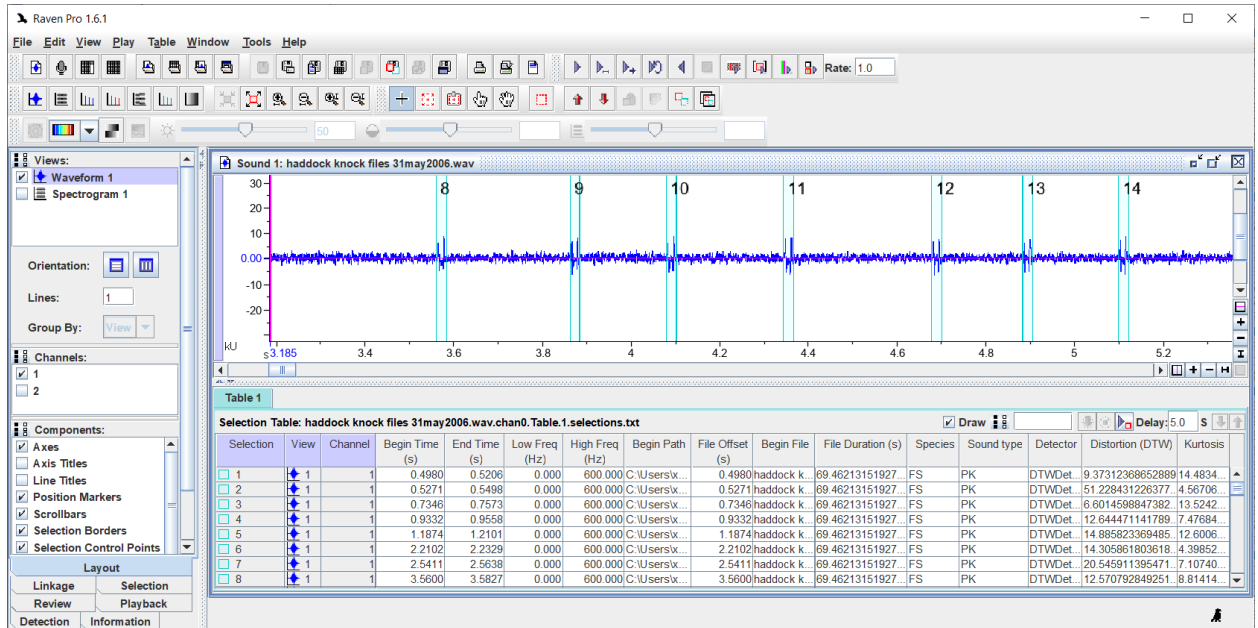 Raven Pro 1.6.1
File Edit View Play Table Window Tools Help
Rate: 1.0
50
Views:
Waveform 1
Spectrogram 1
Orientation:
Lines: 1
Group By: View
Channels:
1
2
Components:
Axes
Axis Titles
Line Titles
Position Markers
Scrollbars
Selection Borders
Selection Control Points
Layout
Linkage Selection
Review Playback
Detection Information
Sound 1: haddock knock files 31may2006.wav
8 9 10 11 12 13 14
30
20
10
0.00
-10
-20
kU
s 3.185 3.4 3.6 3.8 4 4.2 4.4 4.6 4.8 5 5.2
Table 1
Selection Table: haddock knock files 31may2006.wav.chan0.Table.1.selections.txt Draw Delay: 5.0 S
Selection View Channel Begin Time (s) End Time (s) Low Freq (Hz) High Freq (Hz) Begin Path File Offset (s) Begin File File Duration (s) Species Sound type Detector Distortion (DTW) Kurtosis
1 1 1 0.4980 0.5206 0.000 600.000 C:\Users\x... 0.4980 haddock k... 69.46213151927... FS PK DTWDet... 9.37312368652889 14.4834...
2 1 1 0.5271 0.5498 0.000 600.000 C:\Users\x... 0.5271 haddock k... 69.46213151927... FS PK DTWDet... 51.228431226377... 4.56706...
3 1 1 0.7346 0.7573 0.000 600.000 C:\Users\x... 0.7346 haddock k... 69.46213151927... FS PK DTWDet... 6.6014598847382... 13.5242...
4 1 1 0.9332 0.9558 0.000 600.000 C:\Users\x... 0.9332 haddock k... 69.46213151927... FS PK DTWDet... 12.644471141789... 7.47684...
5 1 1 1.1874 1.2101 0.000 600.000 C:\Users\x... 1.1874 haddock k... 69.46213151927... FS PK DTWDet... 14.885823369485... 12.6006...
6 1 1 2.2102 2.2329 0.000 600.000 C:\Users\x... 2.2102 haddock k... 69.46213151927... FS PK DTWDet... 14.305861803618... 4.39852...
7 1 1 2.5411 2.5638 0.000 600.000 C:\Users\x... 2.5411 haddock k... 69.46213151927... FS PK DTWDet... 20.545911395471... 7.10740...
8 1 1 3.5600 3.5827 0.000 600.000 C:\Users\x... 3.5600 haddock k... 69.46213151927... FS PK DTWDet... 12.570792849251... 8.81414...